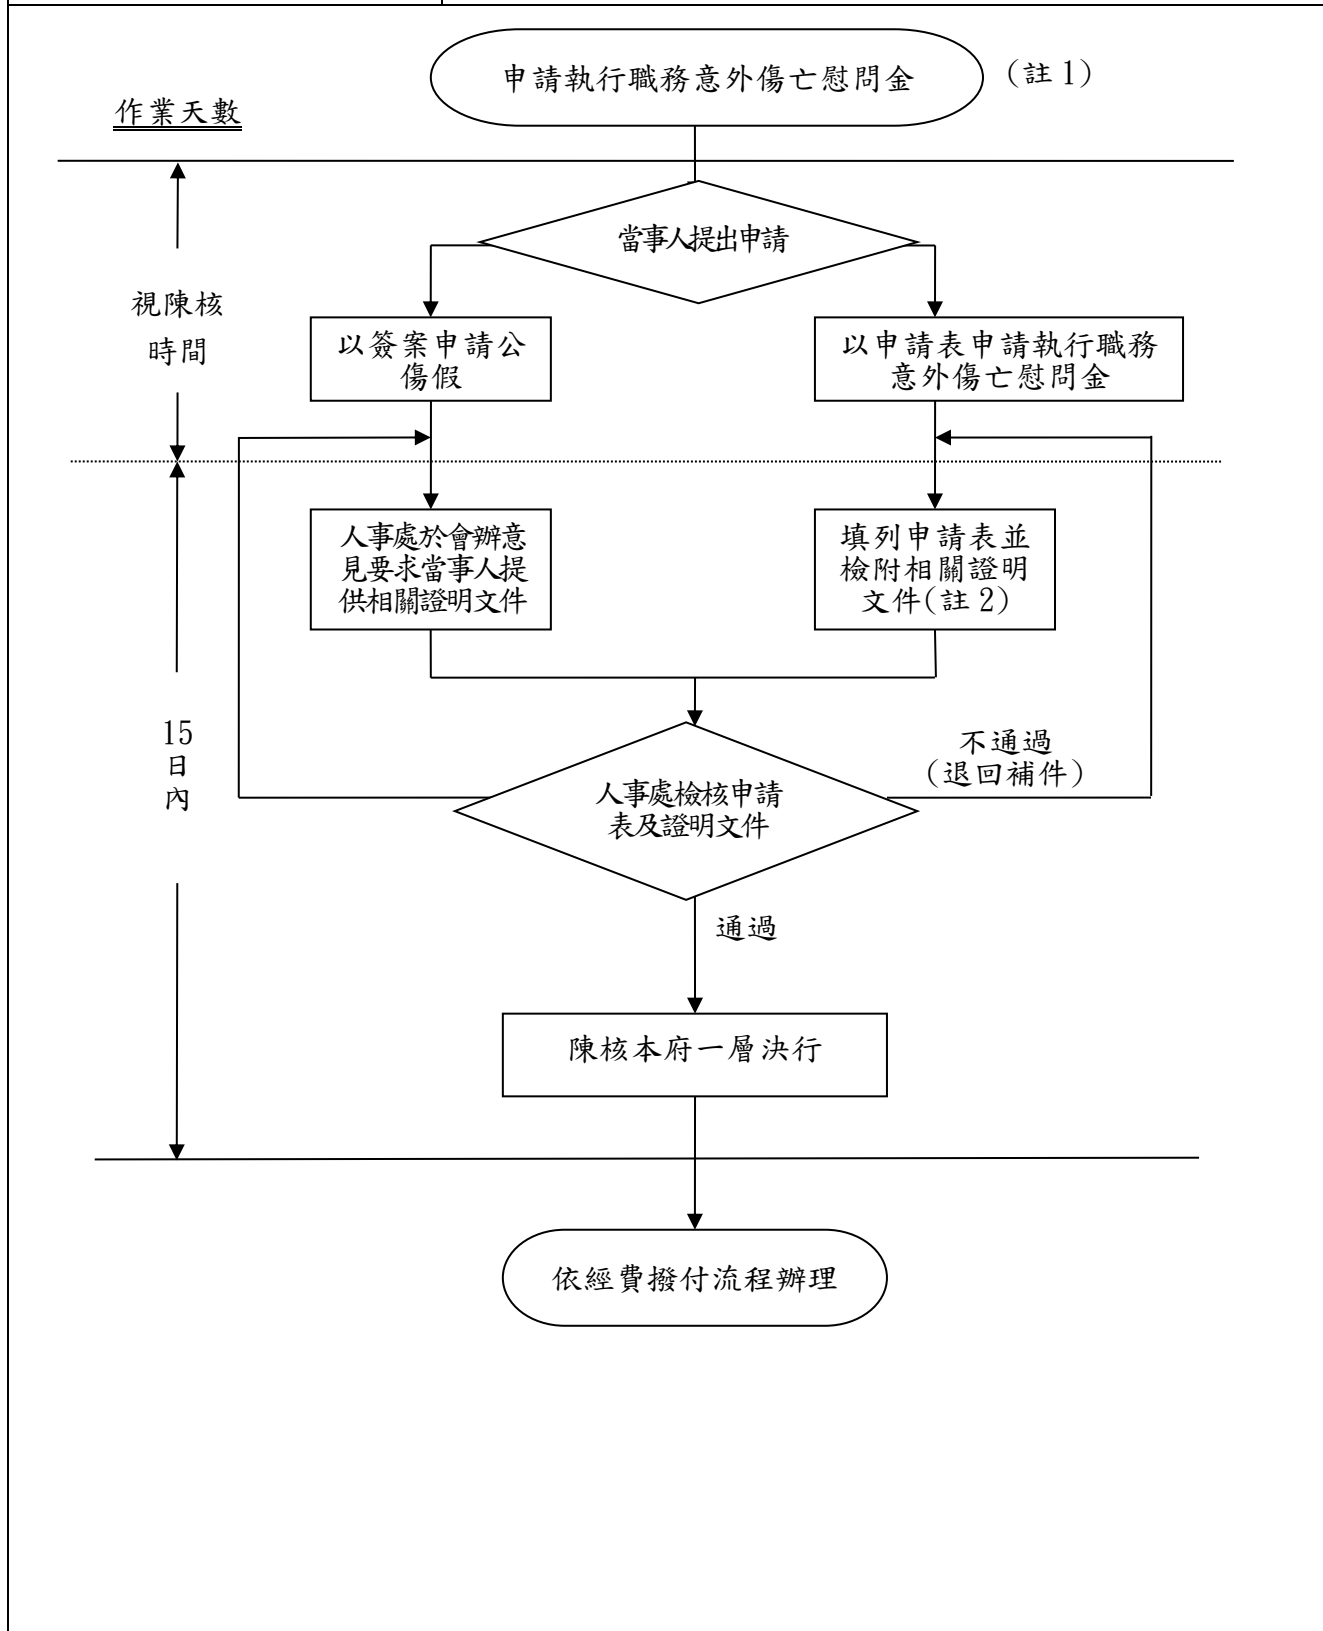 申請執行職務意外傷亡慰問金
(註1)
作業天數
當事人提出申請
視陳核
時間
以簽案申請公
傷假
以申請表申請執行職務
意外傷亡慰問金
人事處於會辦意
見要求當事人提
供相關證明文件
填列申請表並
檢附相關證明
文件(註2)
15
日
內
不通過
(退回補件)
人事處檢核申請
表及證明文件
通過
陳核本府一層決行
依經費撥付流程辦理